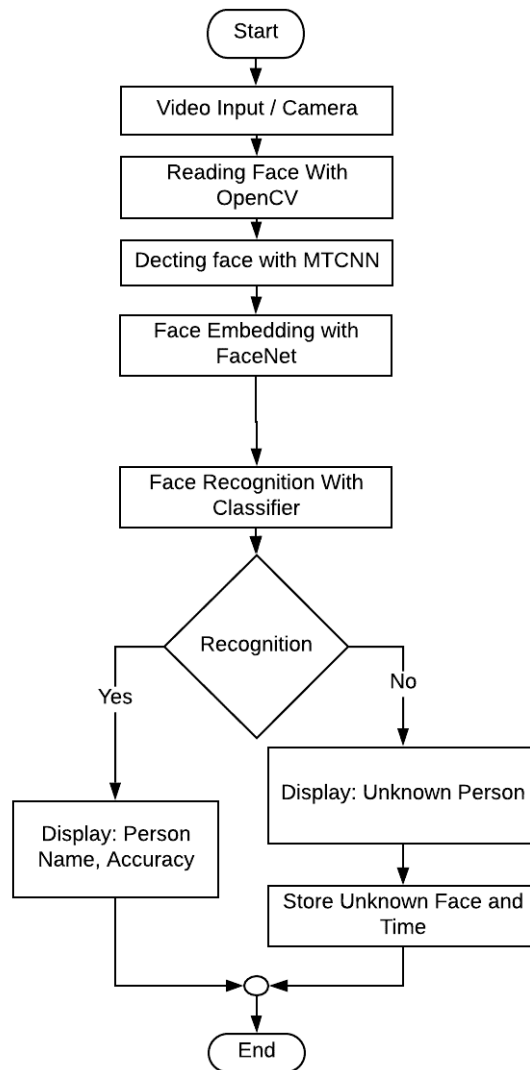 Start
Video Input / Camera
Reading Face With
OpenCV
Decting face with MTCNN
Face Embedding with
FaceNet
Face Recognition With
Classifier
Recognition
Yes
No
Display: Person
Name, Accuracy
Display: Unknown Person
Store Unknown Face and
Time
End